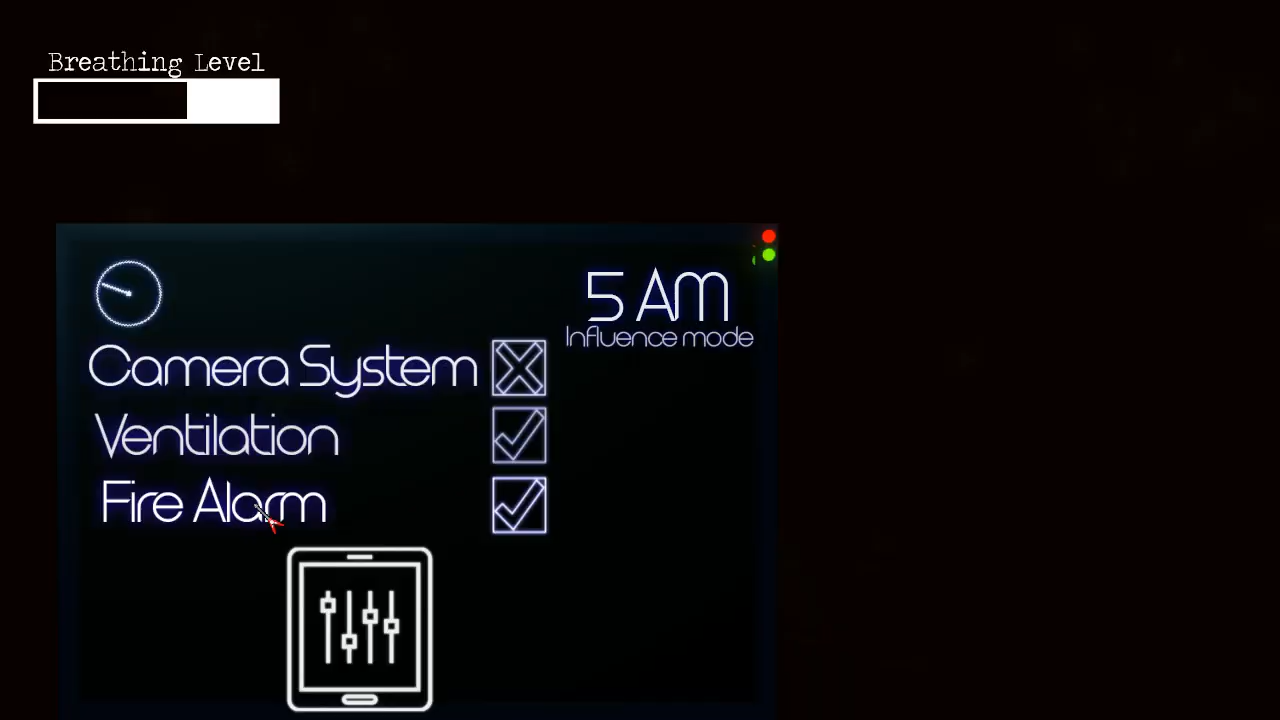 Breathing Level
5 AM
Influence mode
Camera System
Ventilation
Fire Alarm